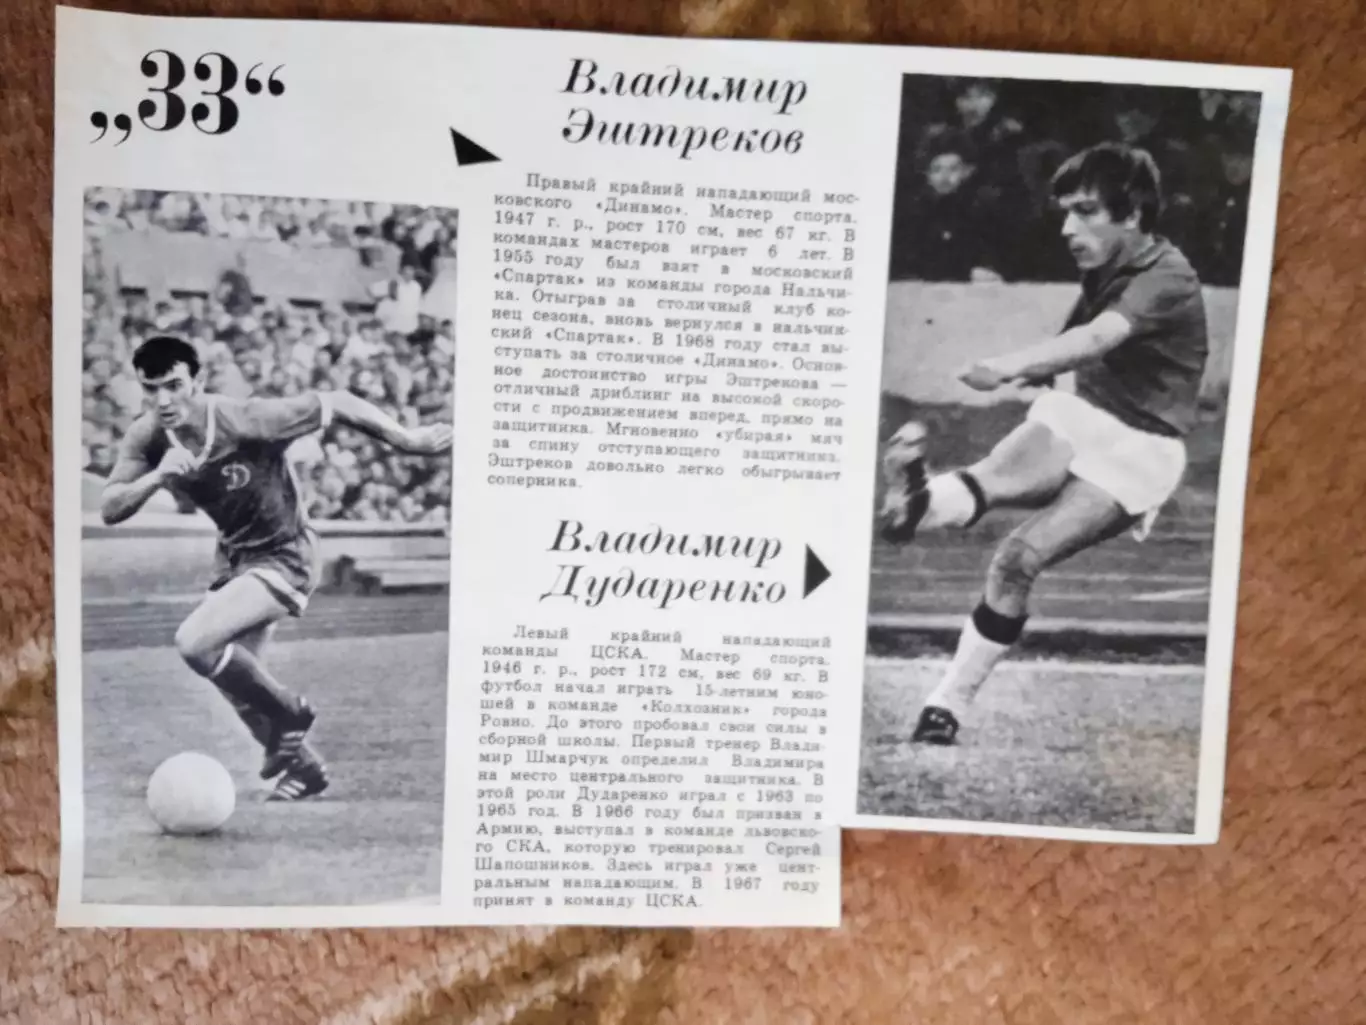 „33“
Владимир
Эштреков
Правый крайний нападающий мос-
ковского «Динамо». Мастер спорта.
1947 г. р., рост 170 см, вес 67 кг. В
командах мастеров играет 6 лет. В
1955 году был взят в московский
«Спартак» из команды города Нальчи-
ка. Отыграв за столичный клуб ко-
нец сезона, вновь вернулся в нальчик-
ский «Спартак». В 1968 году стал вы-
ступать за столичное «Динамо». Основ-
ное достоинство игры Эштрекова —
отличный дриблинг на высокой скоро-
сти с продвижением вперед, прямо на
защитника. Мгновенно «убирая» мяч
за спину отступающего защитника,
Эштреков довольно легко обыгрывает
соперника.
Владимир
Дударенко
Левый крайний нападающий
команды ЦСКА. Мастер спорта.
1946 г. р., рост 172 см, вес 69 кг. В
футбол начал играть 15-летним юно-
шей в команде «Колхозник» города
Ровно. До этого пробовал свои силы в
сборной школы. Первый тренер Влади-
мир Шмарчук определил Владимира
на место центрального защитника. В
этой роли Дударенко играл с 1963 по
1965 год. В 1966 году был призван в
Армию, выступал в команде львовско-
го СКА, которую тренировал Сергей
Шапошников. Здесь играл уже цент-
ральным нападающим. В 1967 году
принят в команду ЦСКА.
Д